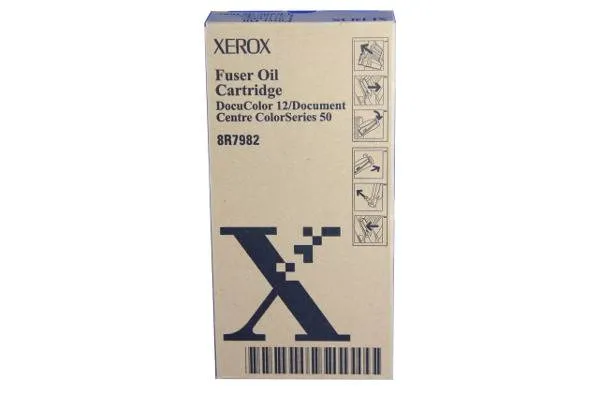 XEROX
Fuser Oil
Cartridge
DocuColor 12/Document
Centre ColorSeries 50
8R7982